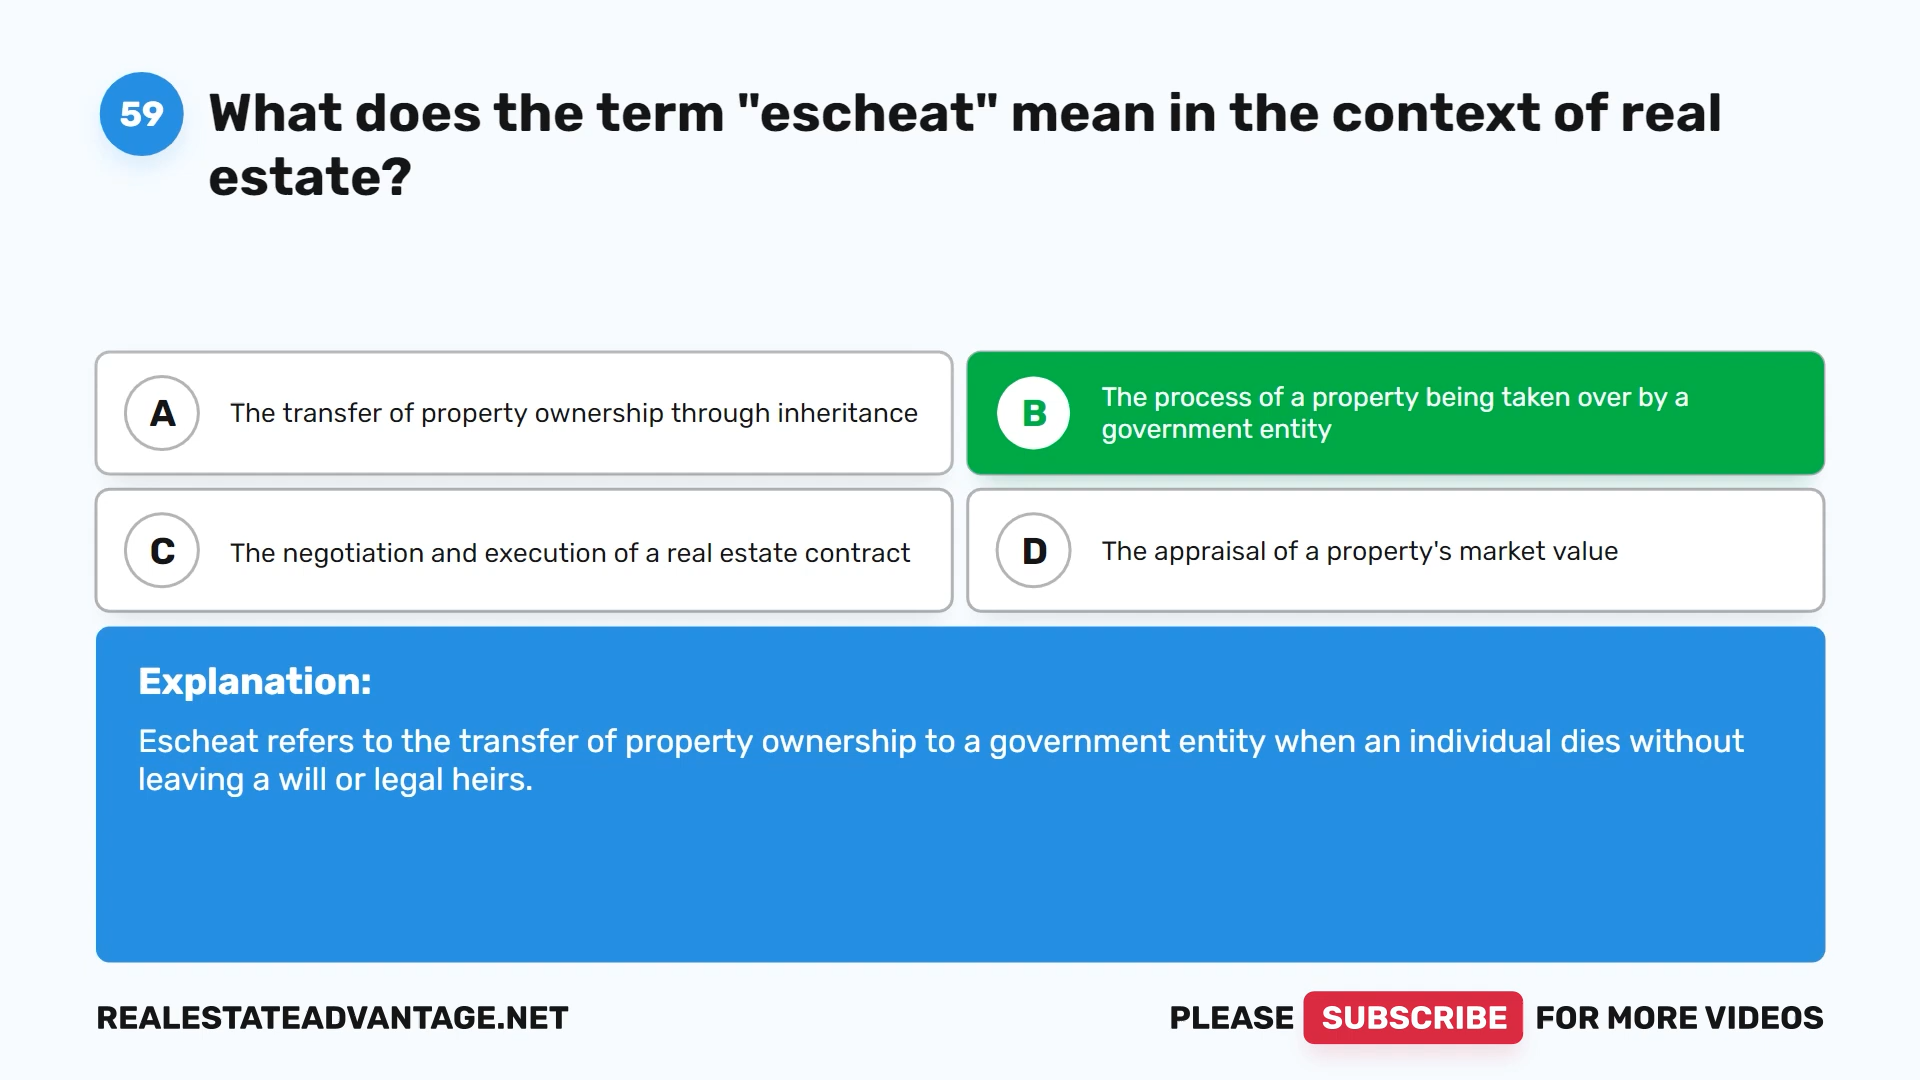 59
What does the term "escheat" mean in the context of real
estate?
A
The transfer of property ownership through inheritance
B
The process of a property being taken over by a
government entity
C
The negotiation and execution of a real estate contract
D
The appraisal of a property's market value
Explanation:
Escheat refers to the transfer of property ownership to a government entity when an individual dies without
leaving a will or legal heirs.
REALESTATEADVANTAGE.NET
PLEASE SUBSCRIBE FOR MORE VIDEOS